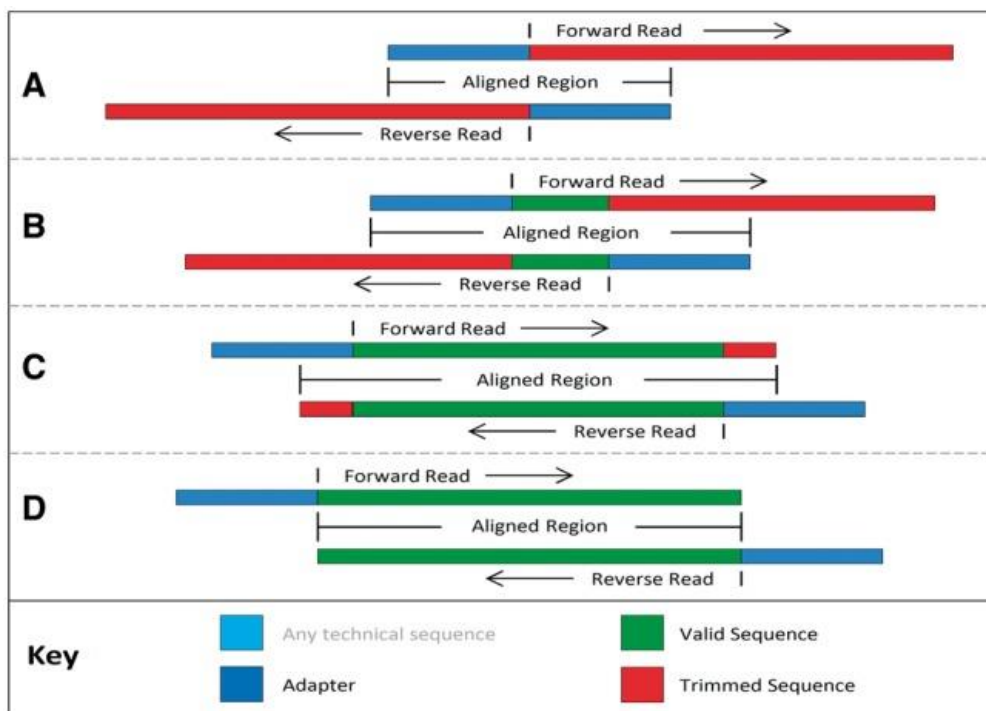 Forward Read
A
Aligned Region
Reverse Read
Forward Read
B
Aligned Region
Reverse Read
Forward Read
C
Aligned Region
Reverse Read
Forward Read
D
Aligned Region
Reverse Read
Key
Any technical sequence
Valid Sequence
Adapter
Trimmed Sequence